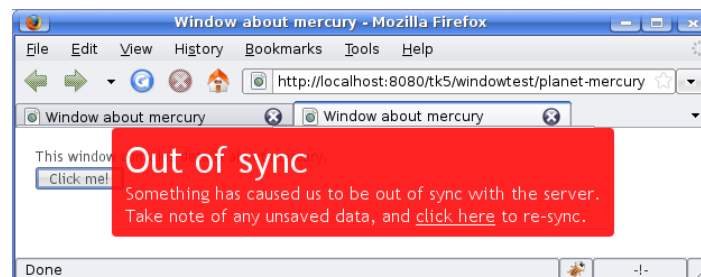 Window about mercury - Mozilla Firefox
File Edit View History Bookmarks Tools Help
http://localhost:8080/tk5/windowtest/planet-mercury
Window about mercury Window about mercury
This window
Out of sync
Click me!
Something has caused us to be out of sync with the server.
Take note of any unsaved data, and click here to re-sync.
Done -!-